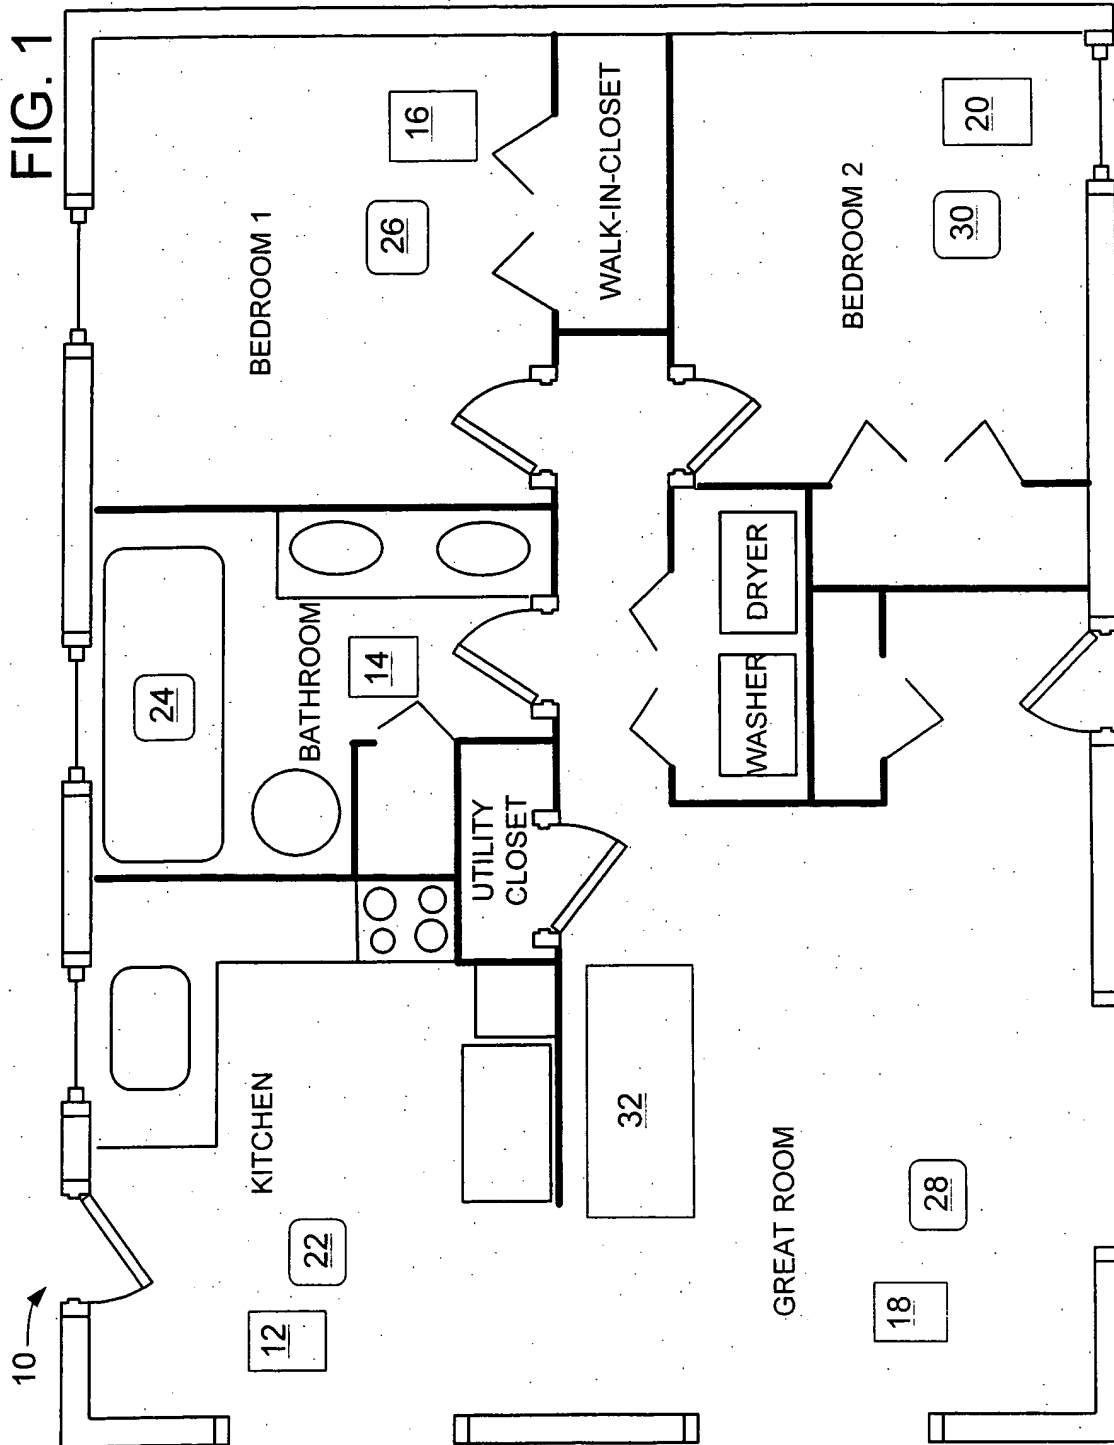 FIG. 1
10
KITCHEN
12
22
BATHROOM
24
14
BEDROOM 1
26
16
UTILITY
CLOSET
WALK-IN-CLOSET
32
WASHER
DRYER
GREAT ROOM
18
28
BEDROOM 2
30
20